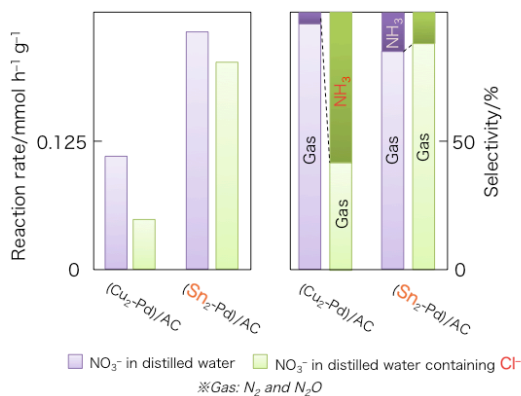 Reaction rate/mmol h⁻¹ g⁻¹
0.125
0
(Cu₂-Pd)/AC
(Sn₂-Pd)/AC
Gas
NH₃
Gas
NH₃
Gas
Gas
50
0
Selectivity/%
(Cu₂-Pd)/AC
(Sn₂-Pd)/AC
NO₃⁻ in distilled water
NO₃⁻ in distilled water containing Cl⁻
※Gas: N₂ and N₂O